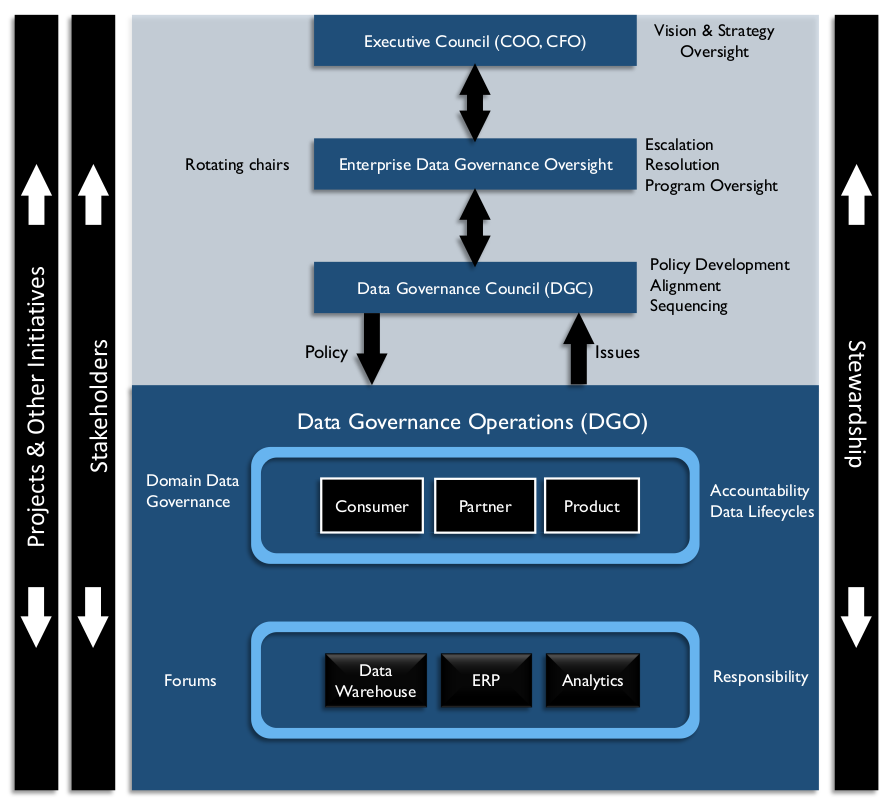 Executive Council (COO, CFO)
Vision & Strategy
Oversight
Rotating chairs
Enterprise Data Governance Oversight
Escalation
Resolution
Program Oversight
Data Governance Council (DGC)
Policy Development
Alignment
Sequencing
Policy
Issues
Projects & Other Initiatives
Stakeholders
Stewardship
Data Governance Operations (DGO)
Domain Data
Governance
Consumer
Partner
Product
Accountability
Data Lifecycles
Forums
Data
Warehouse
ERP
Analytics
Responsibility